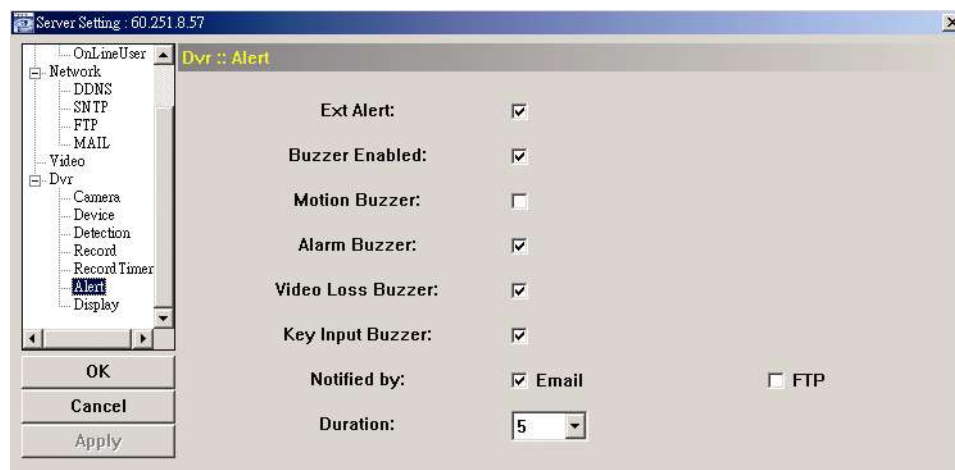 Server Setting : 60.251.8.57
OnLineUser
Network
DDNS
SNTP
FTP
MAIL
Video
Dvr
Camera
Device
Detection
Record
Record Timer
Alert
Display
OK
Cancel
Apply
Dvr :: Alert
Ext Alert:
Buzzer Enabled:
Motion Buzzer:
Alarm Buzzer:
Video Loss Buzzer:
Key Input Buzzer:
Notified by: Email FTP
Duration: 5